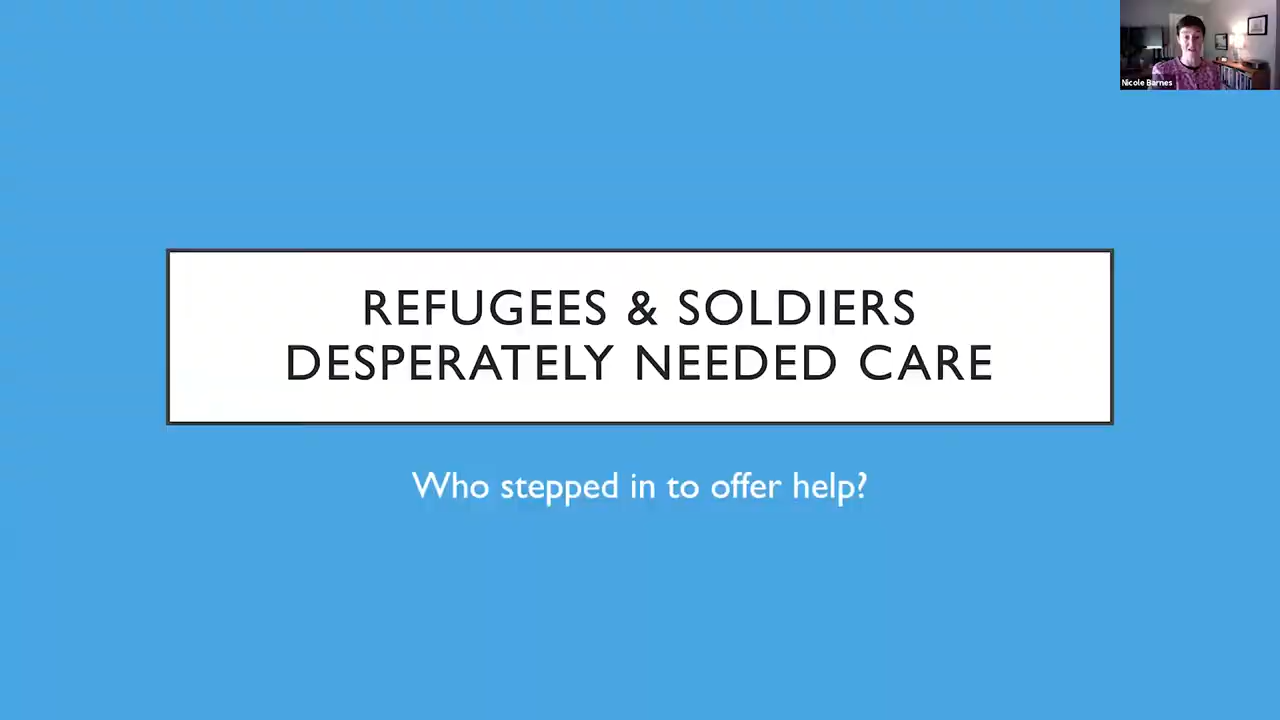 Nicole Barnes
REFUGEES & SOLDIERS
DESPERATELY NEEDED CARE
Who stepped in to offer help?